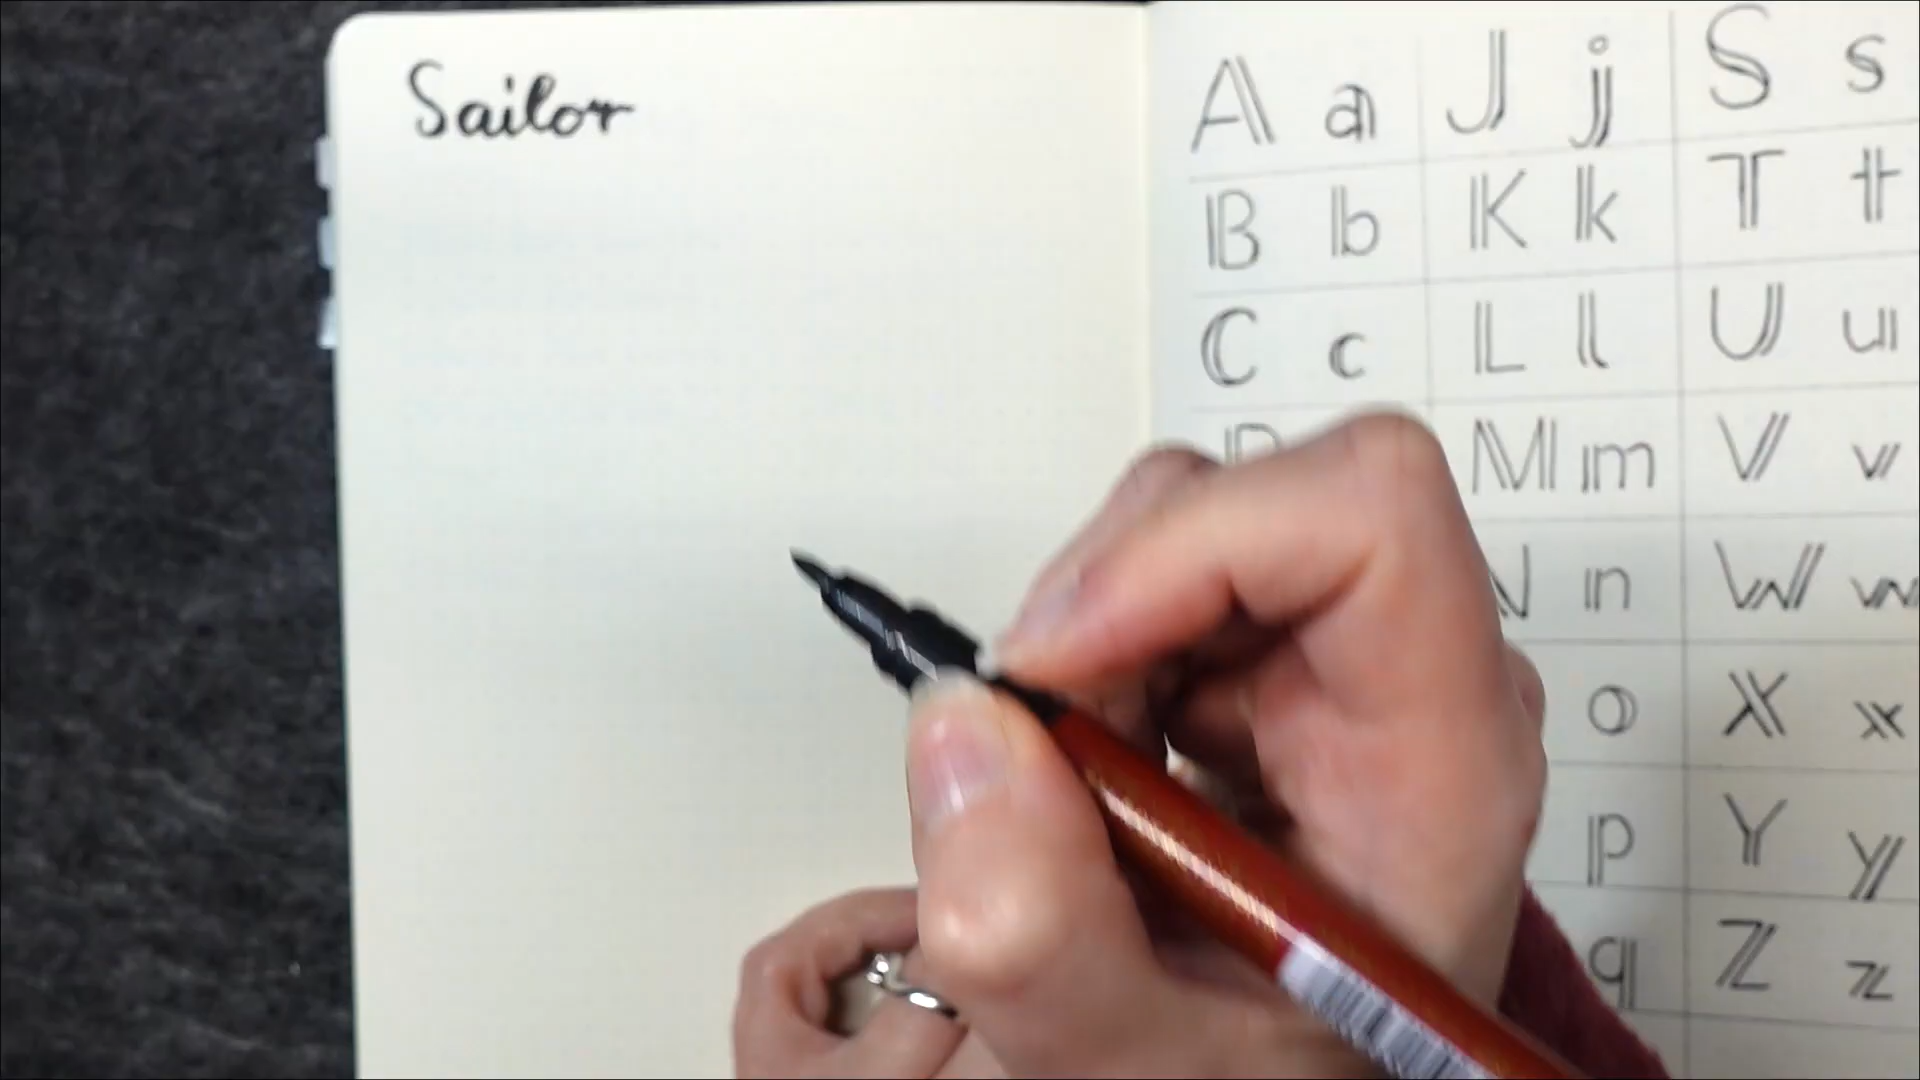 Sailor
A a J j S s
B b K k T t
C c L l U u
D M m V v
N n W w
o X x
p Y y
q Z z